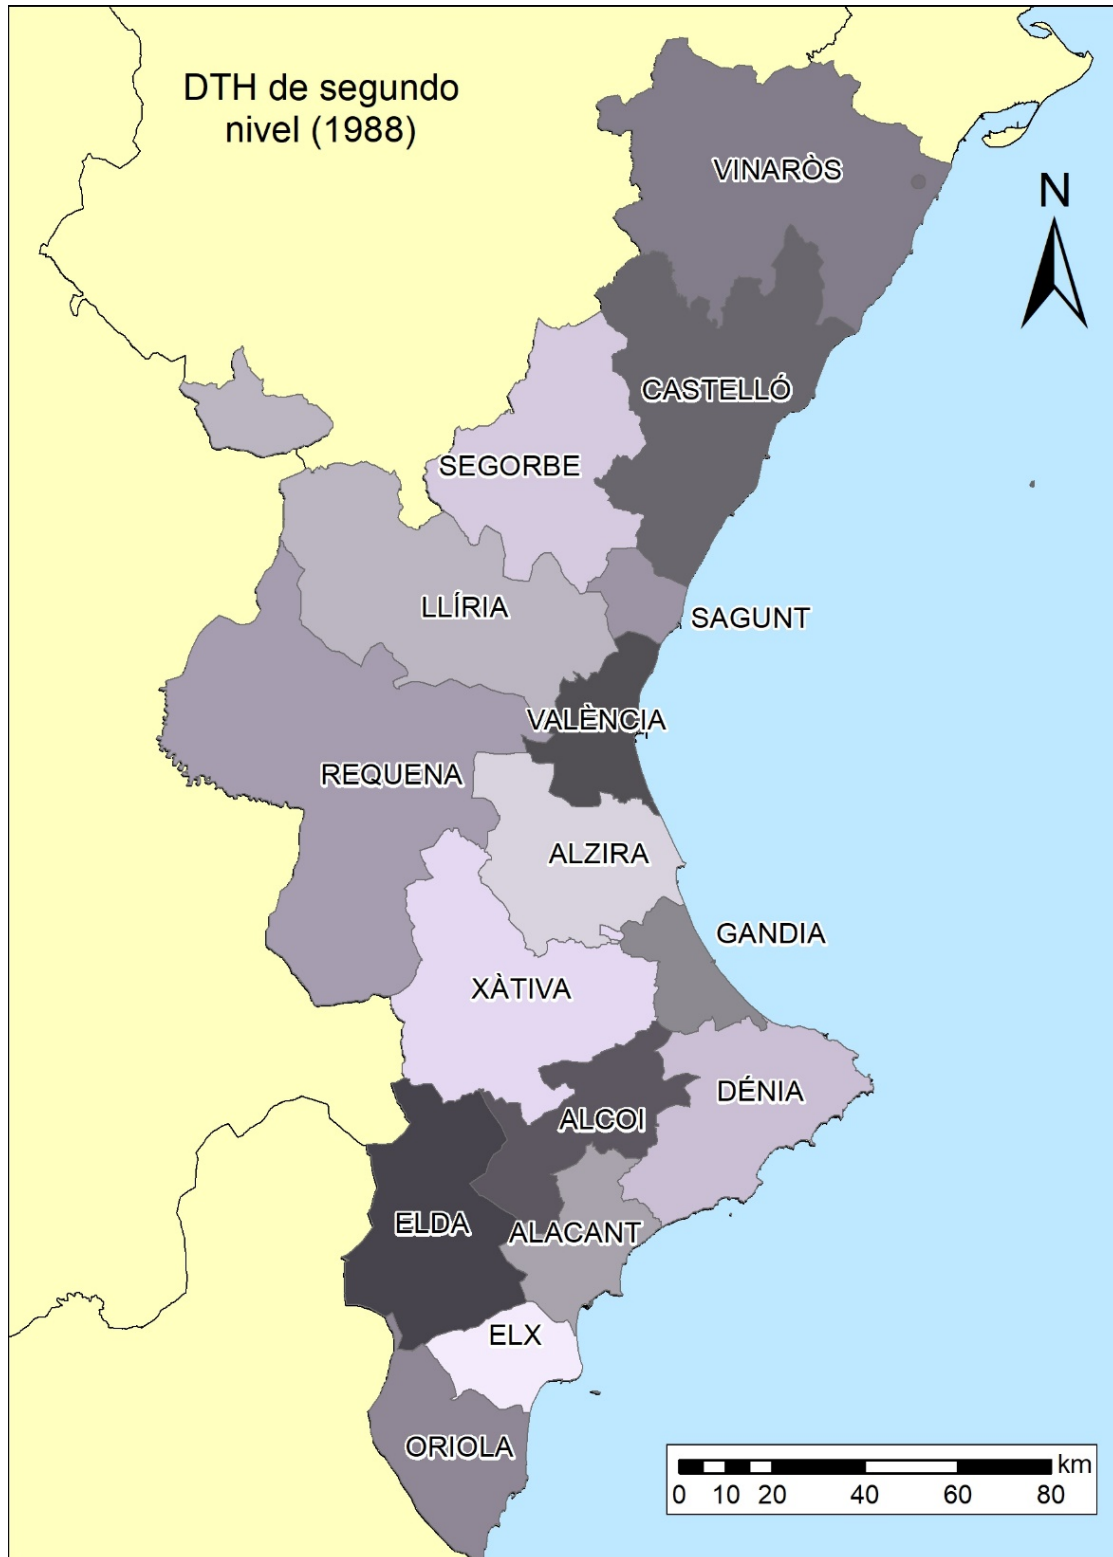 DTH de segundo
nivel (1988)
VINARÒS
N
CASTELLÓ
SEGORBE
LLÍRIA
SAGUNT
VALÈNCIA
REQUENA
ALZIRA
GANDIA
XÀTIVA
DÉNIA
ALCOI
ELDA
ALACANT
ELX
ORIOLA
km
0 10 20 40 60 80